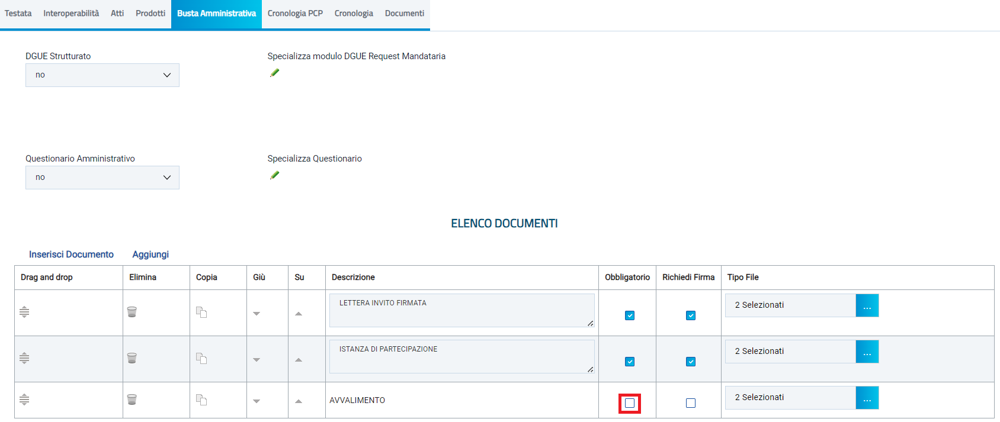 Testata Interoperabilità Atti Prodotti Busta Amministrativa Cronologia PCP Cronologia Documenti
DGUE Strutturato Specializza modulo DGUE Request Mandataria
no
Questionario Amministrativo Specializza Questionario
no
ELENCO DOCUMENTI
Inserisci Documento Aggiungi
Drag and drop Elimina Copia Giù Su Descrizione Obbligatorio Richiedi Firma Tipo File
LETTERA INVITO FIRMATA 2 Selezionati ...
ISTANZA DI PARTECIPAZIONE 2 Selezionati ...
AVVALIMENTO 2 Selezionati ...